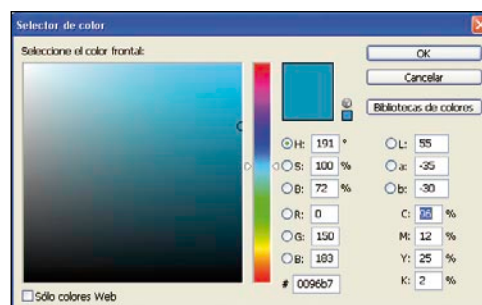 Selector de color
Seleccione el color frontal:
OK
Cancelar
Bibliotecas de colores
H: 191 °
S: 100 %
B: 72 %
R: 0
G: 150
B: 183
# 0096b7
L: 55
a: -35
b: -30
C: 96 %
M: 12 %
Y: 25 %
K: 2 %
Sólo colores Web